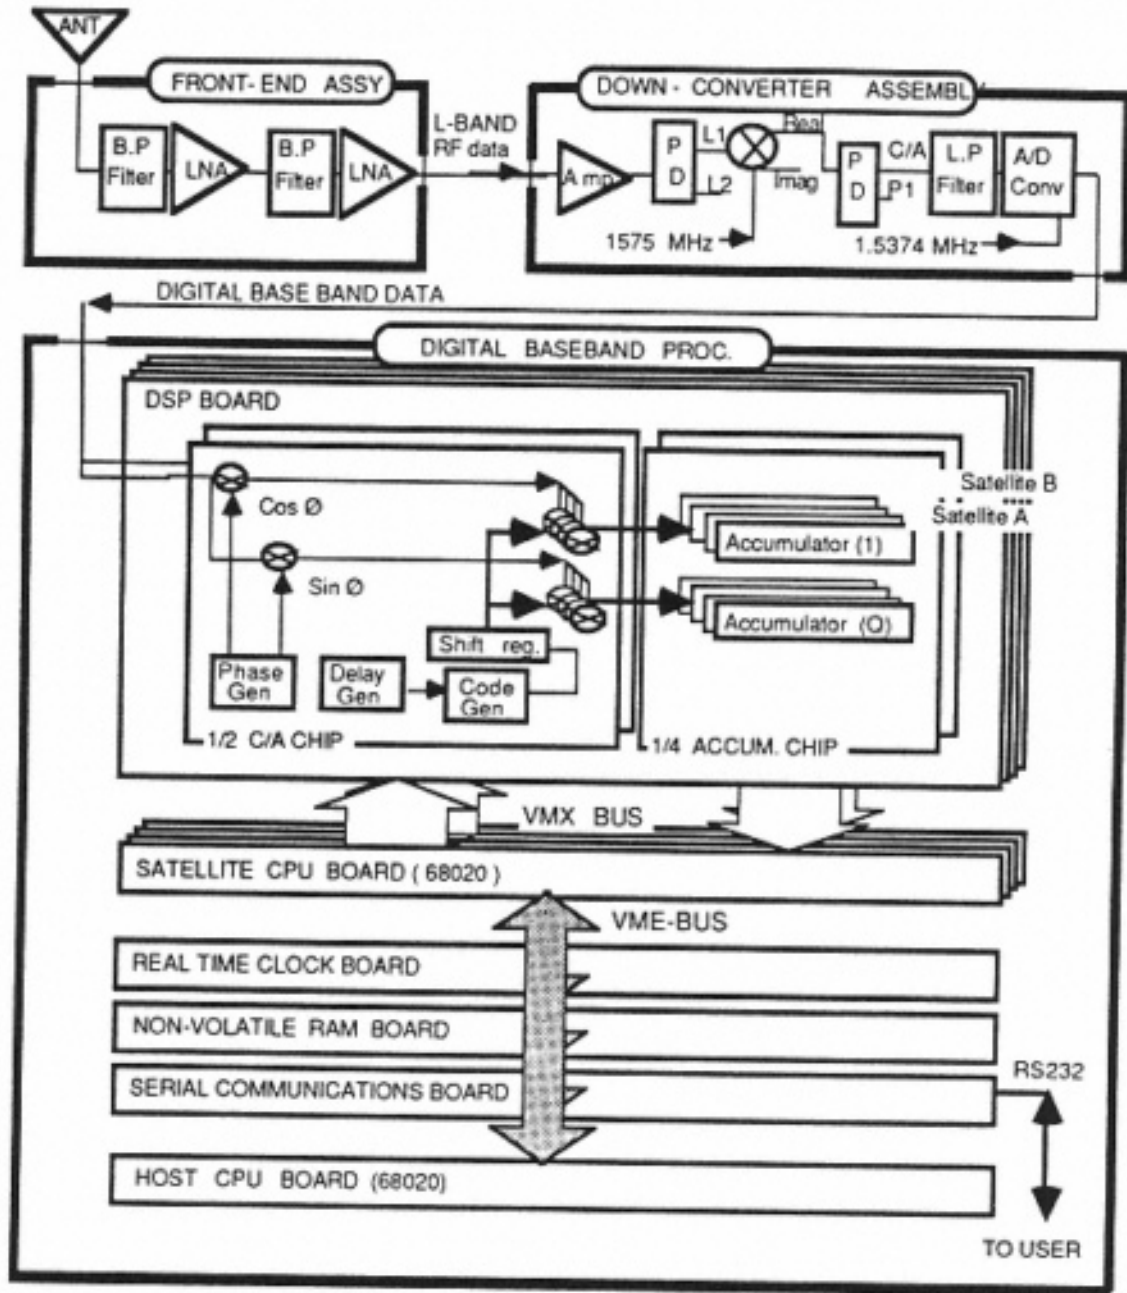 ANT
FRONT-END ASSY
B.P
Filter
LNA
B.P
Filter
LNA
L-BAND
RF data
DOWN - CONVERTER ASSEMBLY
Amp
P
D
L1
L2
Real
Imag
1575 MHz
P
D
C/A
P1
L.P
Filter
A/D
Conv
1.5374 MHz
DIGITAL BASE BAND DATA
DIGITAL BASEBAND PROC.
DSP BOARD
Cos Ø
Sin Ø
Shift reg.
Phase
Gen
Delay
Gen
Code
Gen
1/2 C/A CHIP
Satellite B
Satellite A
Accumulator (1)
Accumulator (Q)
1/4 ACCUM. CHIP
VMX BUS
SATELLITE CPU BOARD ( 68020 )
VME-BUS
REAL TIME CLOCK BOARD
NON-VOLATILE RAM BOARD
SERIAL COMMUNICATIONS BOARD
RS232
HOST CPU BOARD (68020)
TO USER